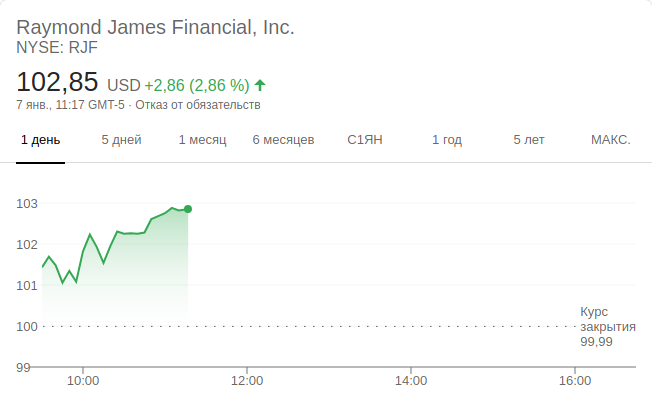 Raymond James Financial, Inc.
NYSE: RJF
102,85 USD +2,86 (2,86 %)
7 янв., 11:17 GMT-5 · Отказ от обязательств
1 день 5 дней 1 месяц 6 месяцев С1ЯН 1 год 5 лет МАКС.
103
102
101
100
Курс
закрытия
99,99
99
10:00 12:00 14:00 16:00